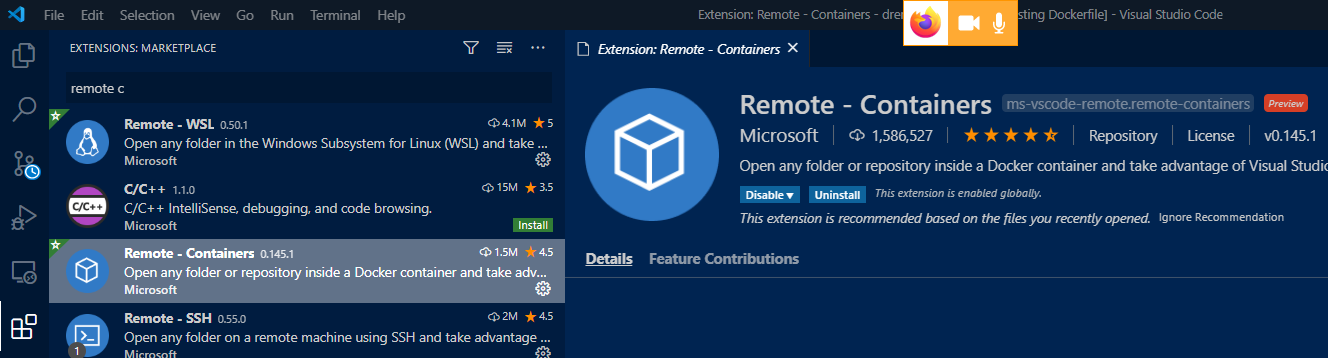 File Edit Selection View Go Run Terminal Help
Extension: Remote - Containers - dren
sting Dockerfile] - Visual Studio Code
EXTENSIONS: MARKETPLACE
remote c
Remote - WSL 0.50.1 4.1M 5
Open any folder in the Windows Subsystem for Linux (WSL) and take ...
Microsoft
C/C++
C/C++ 1.1.0 15M 3.5
C/C++ IntelliSense, debugging, and code browsing.
Microsoft
Install
Remote - Containers 0.145.1 1.5M 4.5
Open any folder or repository inside a Docker container and take adv...
Microsoft
Remote - SSH 0.55.0 2M 4.5
Open any folder on a remote machine using SSH and take advantage ...
Microsoft
1
Extension: Remote - Containers
Remote - Containers ms-vscode-remote.remote-containers Preview
Microsoft 1,586,527 Repository License v0.145.1
Open any folder or repository inside a Docker container and take advantage of Visual Studio
Disable Uninstall This extension is enabled globally.
This extension is recommended based on the files you recently opened. Ignore Recommendation
Details Feature Contributions